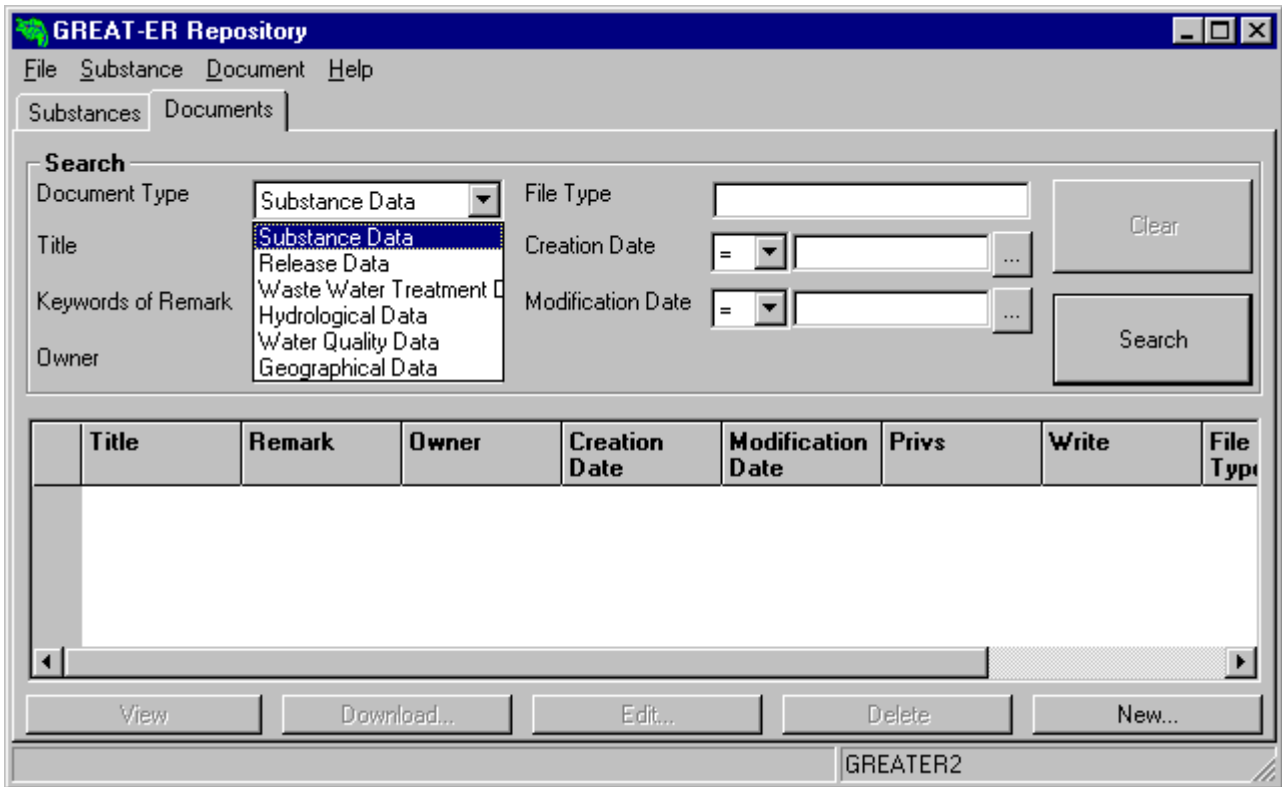 GREAT-ER Repository
File Substance Document Help
Substances Documents
Search
Document Type Substance Data File Type
Clear
Substance Data
Title Creation Date = ...
Release Data
Waste Water Treatment D
Keywords of Remark Modification Date = ...
Hydrological Data
Water Quality Data
Search
Owner
Geographical Data
Title Remark Owner Creation Date Modification Date Privs Write File Type
View Download... Edit... Delete New...
GREATER2